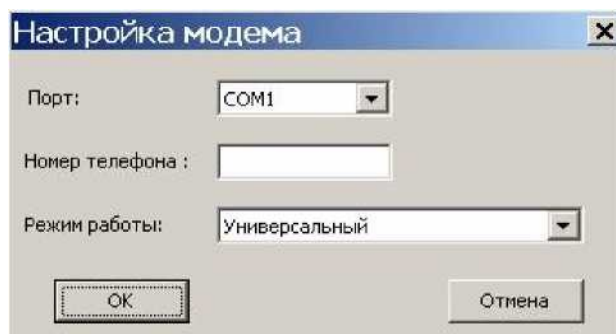 Настройка модема
Порт: COM1
Номер телефона :
Режим работы: Универсальный
OK Отмена